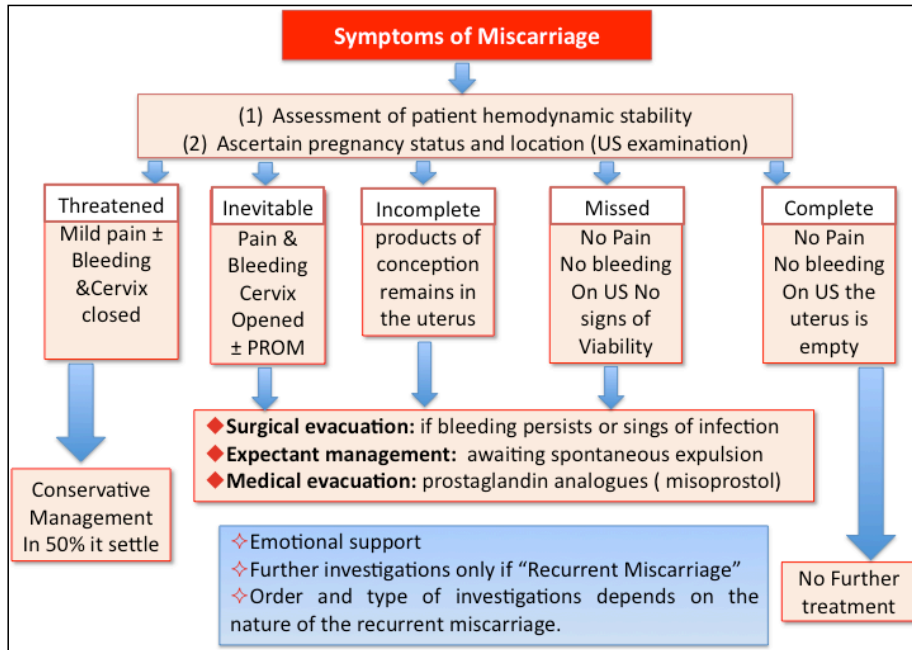 Symptoms of Miscarriage
(1) Assessment of patient hemodynamic stability
(2) Ascertain pregnancy status and location (US examination)
Threatened
Mild pain ±
Bleeding
&Cervix
closed
Inevitable
Pain &
Bleeding
Cervix
Opened
± PROM
Incomplete
products of
conception
remains in
the uterus
Missed
No Pain
No bleeding
On US No
signs of
Viability
Complete
No Pain
No bleeding
On US the
uterus is
empty
◆Surgical evacuation: if bleeding persists or sings of infection
◆Expectant management: awaiting spontaneous expulsion
◆Medical evacuation: prostaglandin analogues ( misoprostol)
Conservative
Management
In 50% it settle
✧Emotional support
✧Further investigations only if “Recurrent Miscarriage”
✧Order and type of investigations depends on the
nature of the recurrent miscarriage.
No Further
treatment